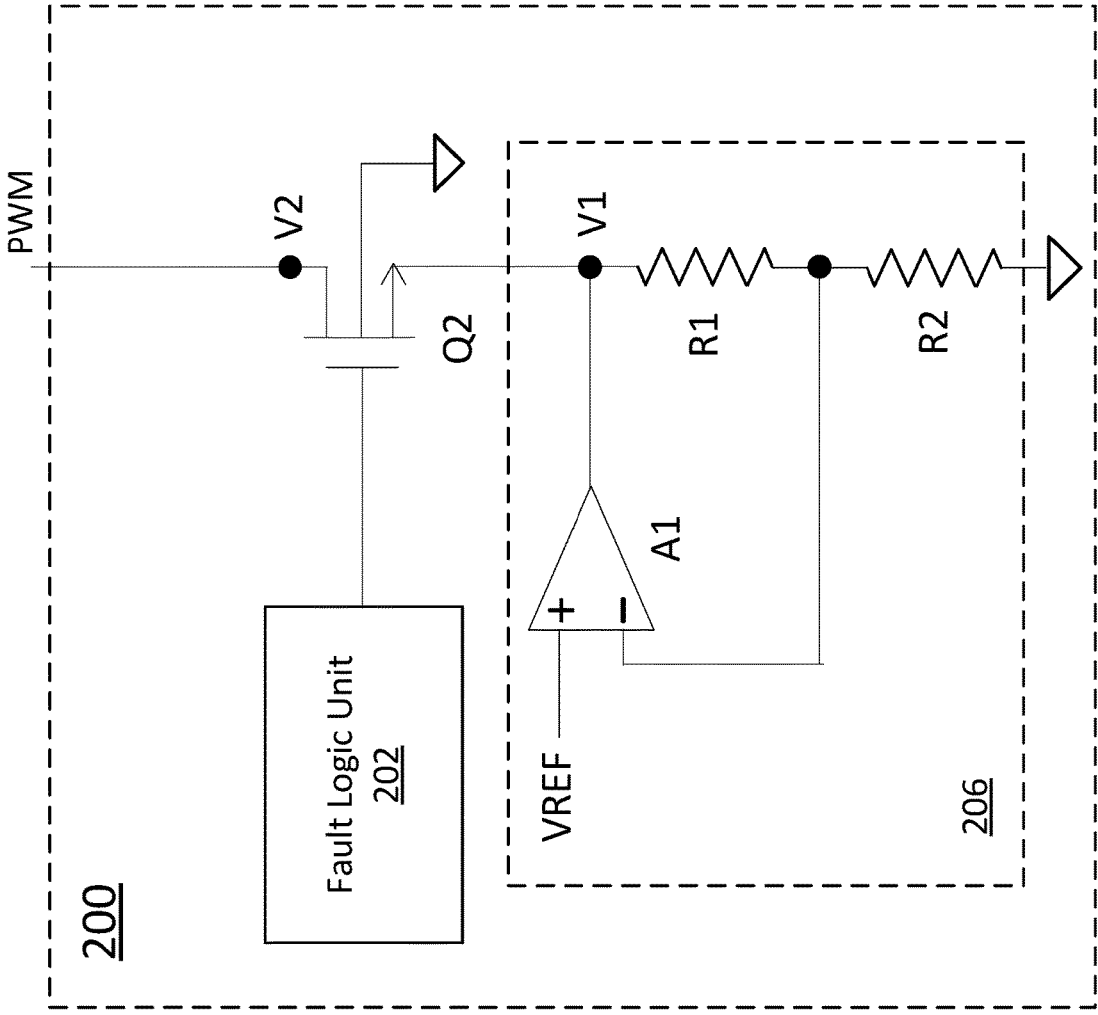 PWM
200
V2
Fault Logic Unit
202
Q2
V1
+
−
A1
VREF
R1
R2
206